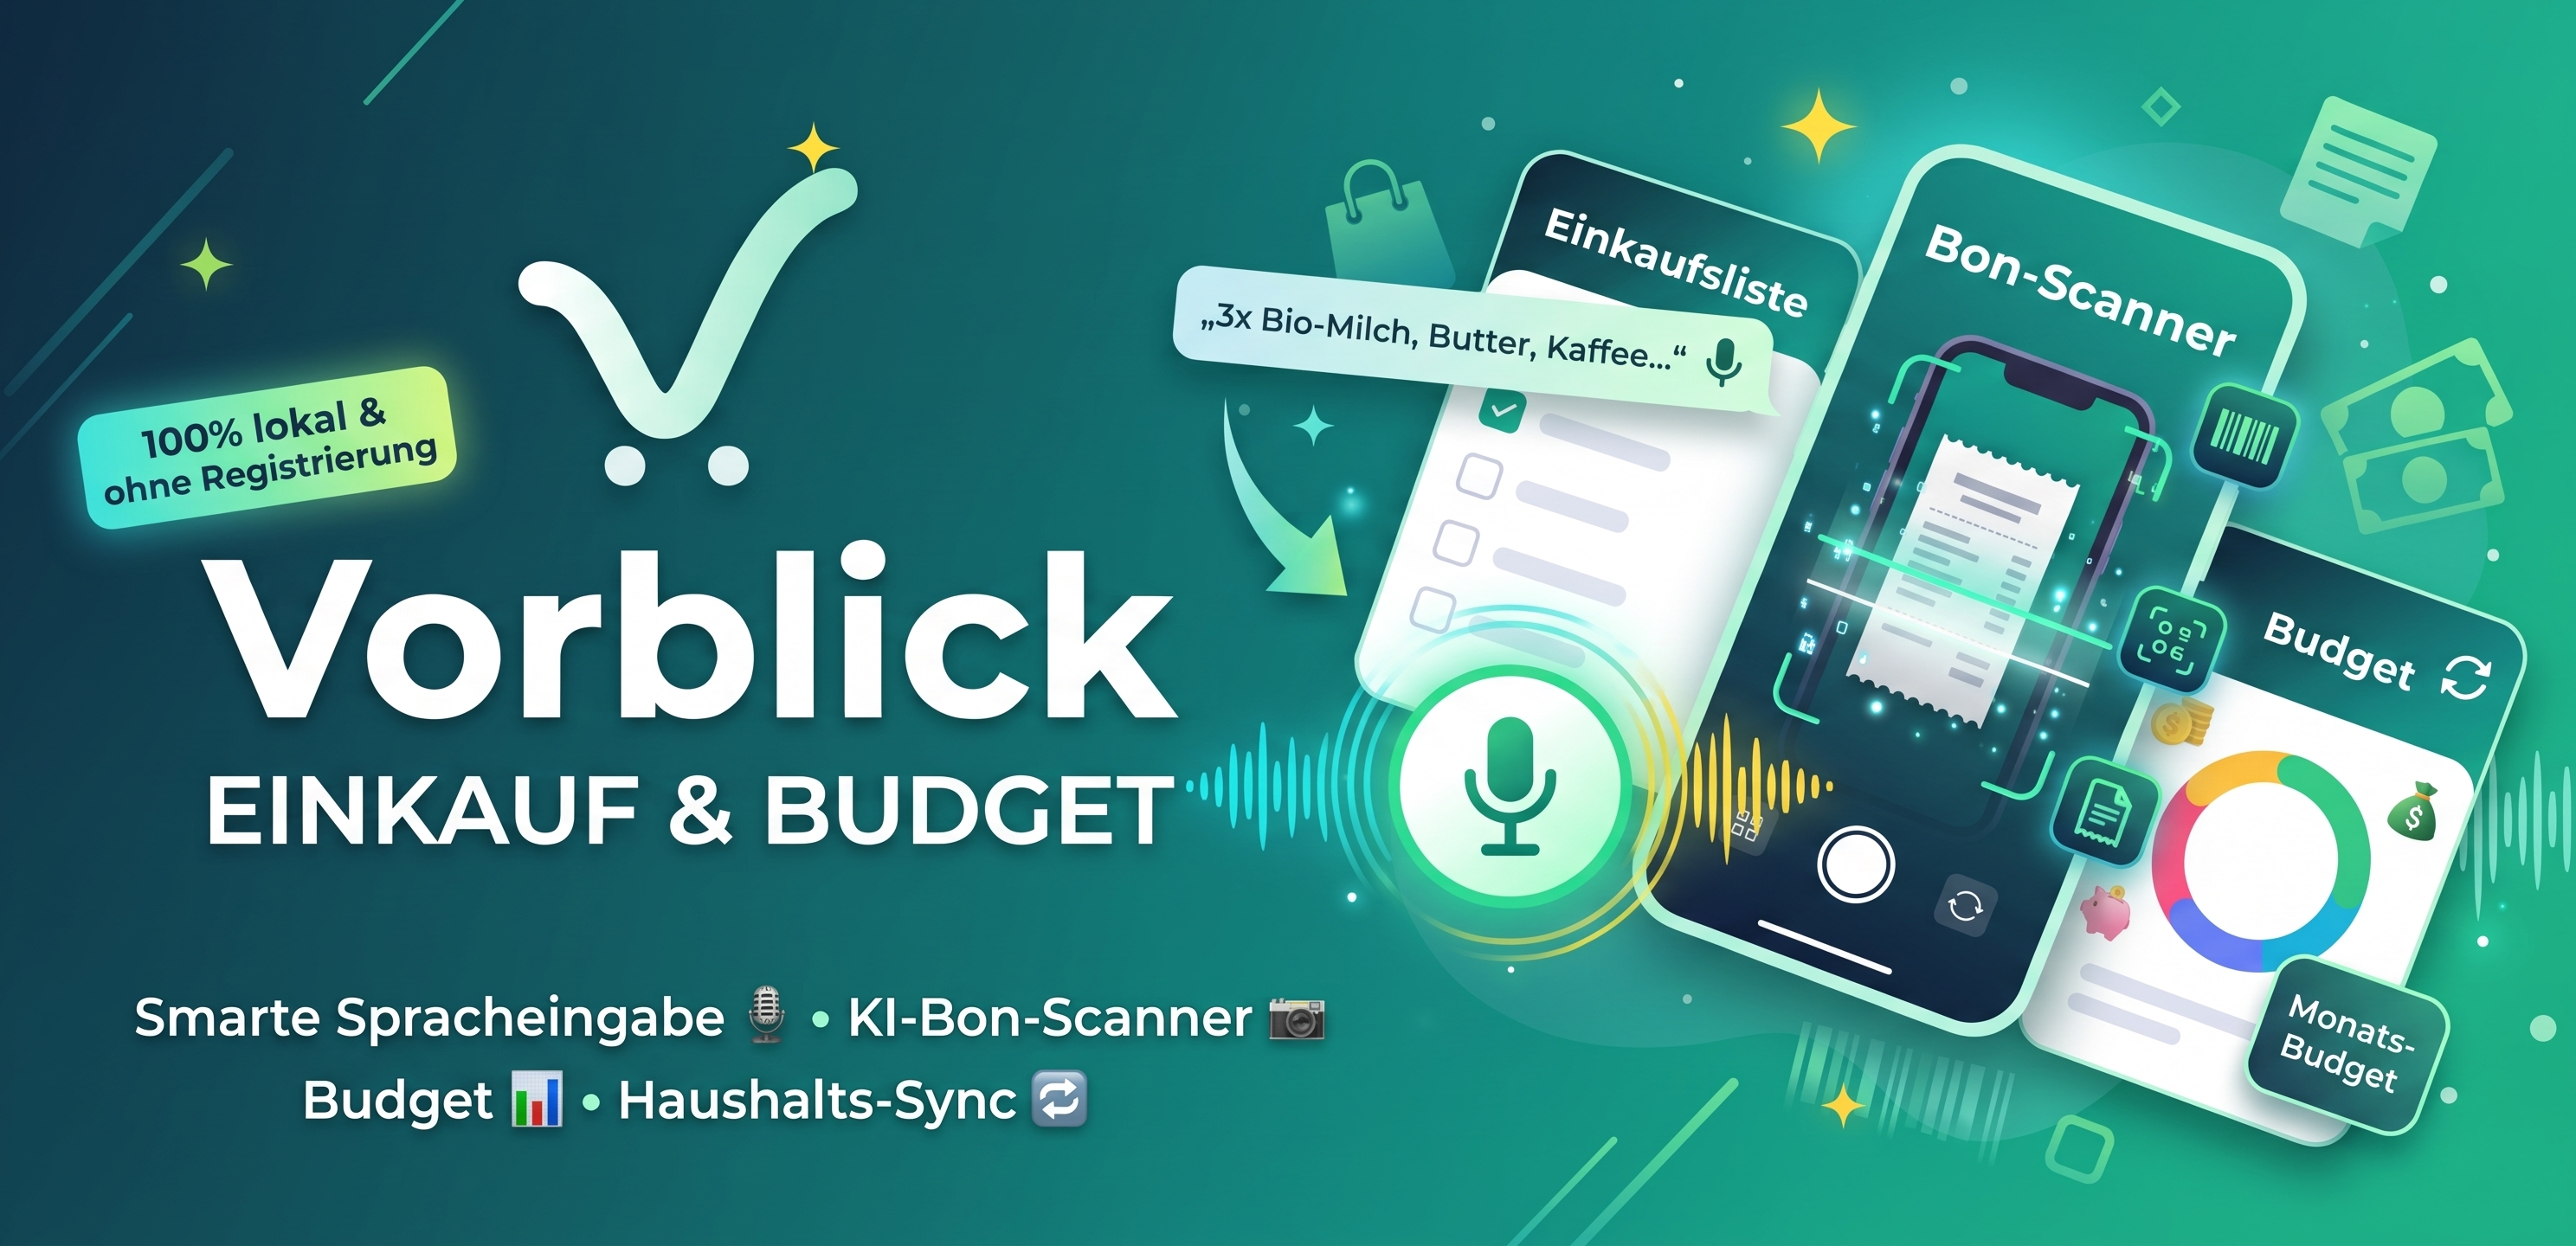 100% lokal &
ohne Registrierung
Vorblick
EINKAUF & BUDGET
Smarte Spracheingabe 🎙️ • KI-Bon-Scanner 📷
Budget 📊 • Haushalts-Sync 🔁
Einkaufsliste
„3x Bio-Milch, Butter, Kaffee...“
Bon-Scanner
Budget
Monats-
Budget